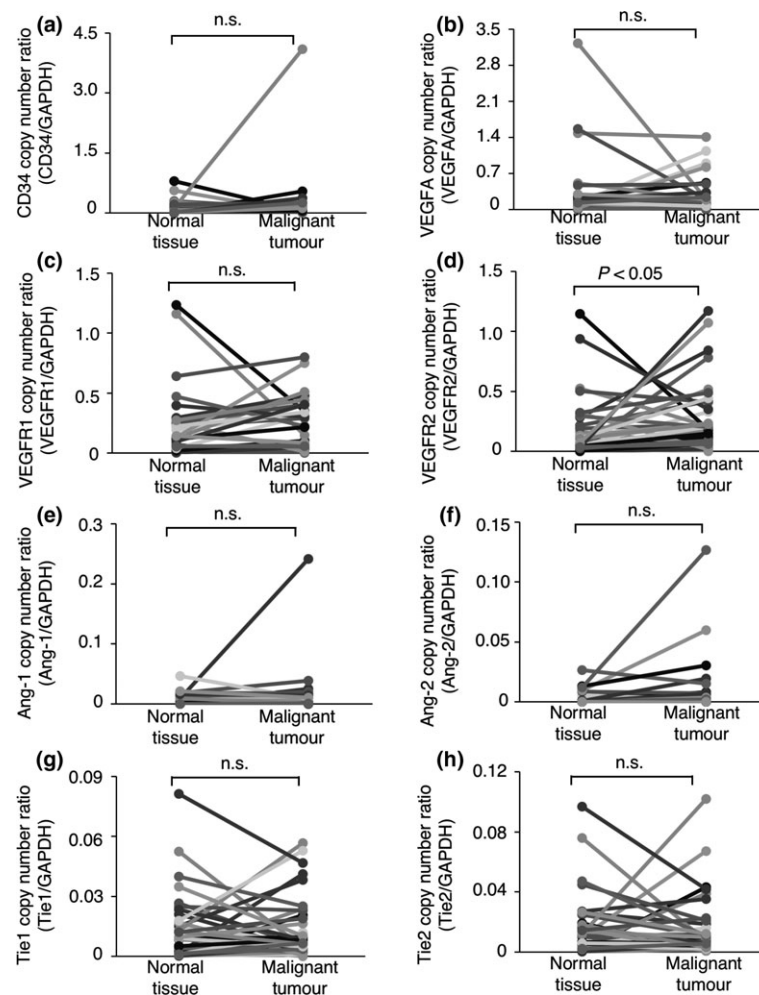 (a)
n.s.
CD34 copy number ratio
(CD34/GAPDH)
4.5
3.0
1.5
0
Normal
tissue
Malignant
tumour
(b)
n.s.
VEGFA copy number ratio
(VEGFA/GAPDH)
3.5
2.8
2.1
1.4
0.7
0
Normal
tissue
Malignant
tumour
(c)
n.s.
VEGFR1 copy number ratio
(VEGFR1/GAPDH)
1.5
1.0
0.5
0
Normal
tissue
Malignant
tumour
(d)
P < 0.05
VEGFR2 copy number ratio
(VEGFR2/GAPDH)
1.5
1.0
0.5
0
Normal
tissue
Malignant
tumour
(e)
n.s.
Ang-1 copy number ratio
(Ang-1/GAPDH)
0.3
0.2
0.1
0
Normal
tissue
Malignant
tumour
(f)
n.s.
Ang-2 copy number ratio
(Ang-2/GAPDH)
0.15
0.10
0.05
0
Normal
tissue
Malignant
tumour
(g)
n.s.
Tie1 copy number ratio
(Tie1/GAPDH)
0.09
0.06
0.03
0
Normal
tissue
Malignant
tumour
(h)
n.s.
Tie2 copy number ratio
(Tie2/GAPDH)
0.12
0.08
0.04
0
Normal
tissue
Malignant
tumour